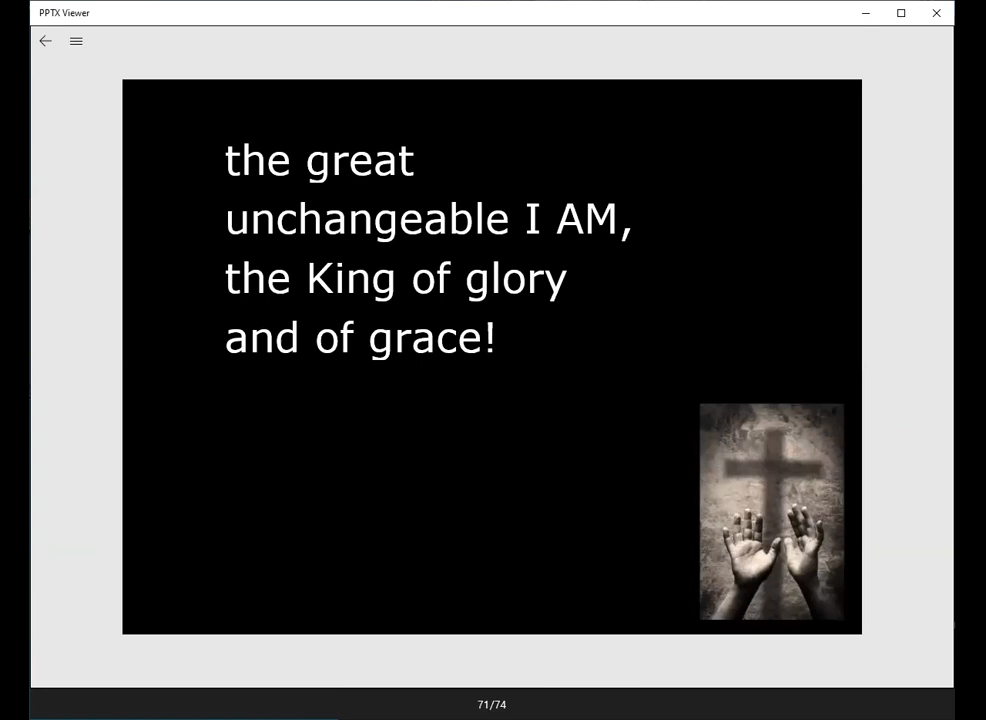 PPTX Viewer
the great
unchangeable I AM,
the King of glory
and of grace!
71/74